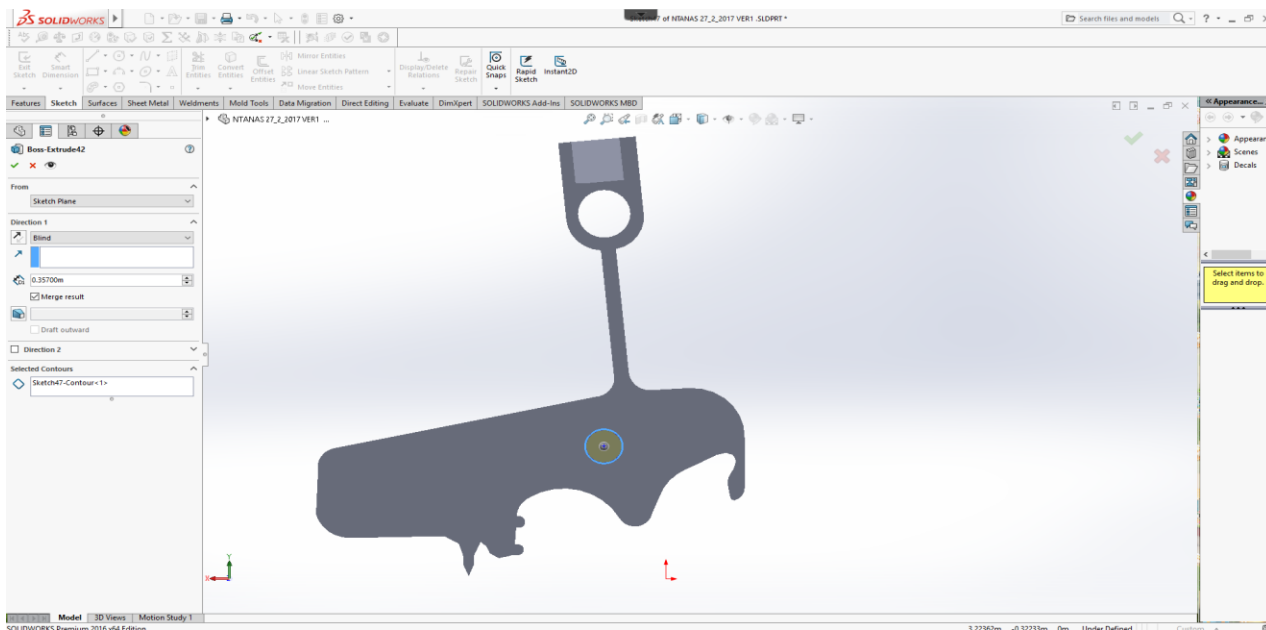 SOLIDWORKS
of NTANAS 27_2_2017 VER1 .SLDPRT *
Search files and models
Exit Sketch
Smart Dimension
Trim Entities
Convert Entities
Offset Entities
Mirror Entities
Linear Sketch Pattern
Move Entities
Display/Delete Relations
Repair Sketch
Quick Snaps
Rapid Sketch
Instant2D
Features Sketch Surfaces Sheet Metal Weldments Mold Tools Data Migration Direct Editing Evaluate DimXpert SOLIDWORKS Add-Ins SOLIDWORKS MBD
Appearance...
NTANAS 27_2_2017 VER1 ...
Boss-Extrude42
From
Sketch Plane
Direction 1
Blind
0.35700m
Merge result
Draft outward
Direction 2
Selected Contours
Sketch47-Contour<1>
Appearar
Scenes
Decals
Select items to
drag and drop.
Y
X
Model 3D Views Motion Study 1
SOLIDWORKS Premium 2016 x64 Edition
3.22367m -0.32233m 0m Under Defined Custom